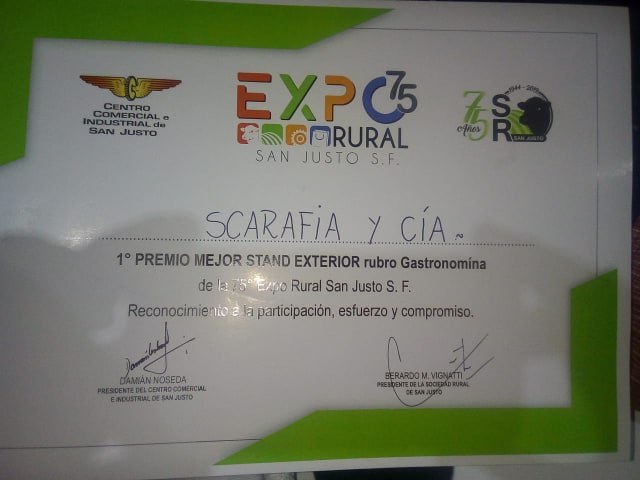 CENTRO
COMERCIAL e
INDUSTRIAL de
SAN JUSTO
EXPO 75
RURAL
SAN JUSTO S.F.
75
Años
1944 - 2019
SR
SAN JUSTO
SCARAFIA Y CÍA
1° PREMIO MEJOR STAND EXTERIOR rubro Gastronomína
de la 75° Expo Rural San Justo S. F.
Reconocimiento a la participación, esfuerzo y compromiso.
DAMIÁN NOSEDA
PRESIDENTE DEL CENTRO COMERCIAL
E INDUSTRIAL DE SAN JUSTO
BERARDO M. VIGNATTI
PRESIDENTE DE LA SOCIEDAD RURAL
DE SAN JUSTO